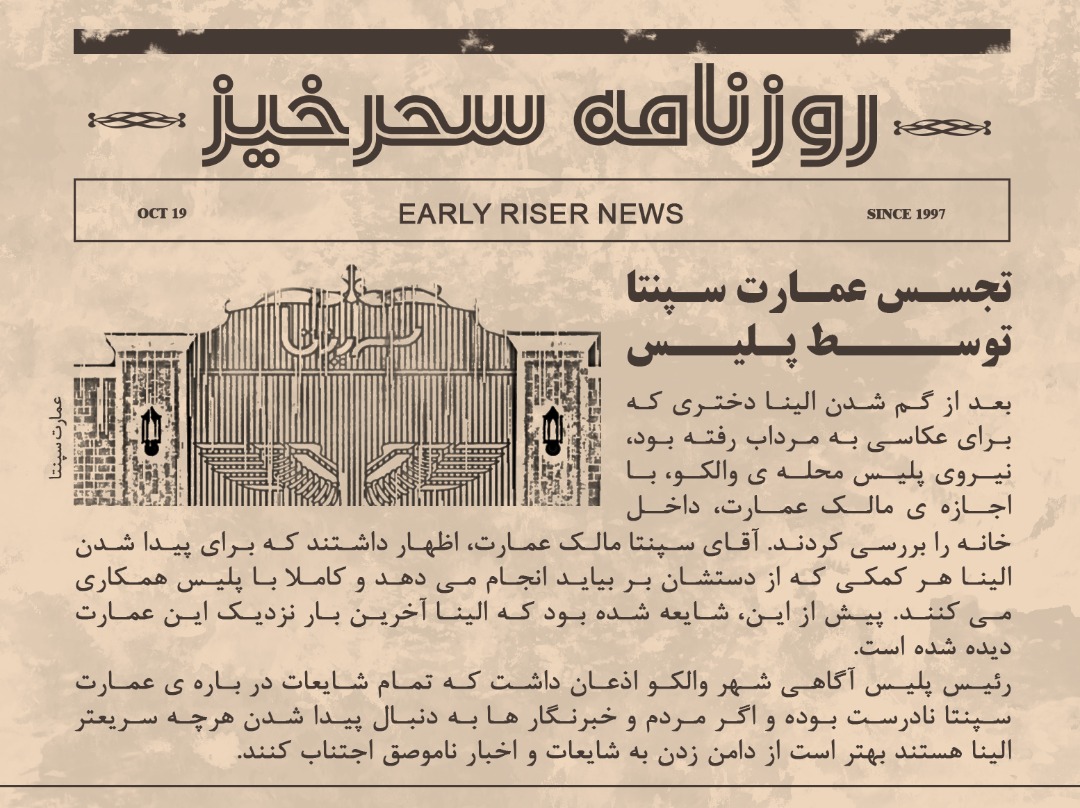 روزنامه سحرخیز
OCT 19
EARLY RISER NEWS
SINCE 1997
تجسس عمارت سپنتا
توسط پلیس
سپنتا
عمارت سپنتا
بعد از گم شدن الینا دختری که
برای عکاسی به مرداب رفته بود،
نیروی پلیس محله ی والکو، با
اجازه ی مالک عمارت، داخل
خانه را بررسی کردند. آقای سپنتا مالک عمارت، اظهار داشتند که برای پیدا شدن
الینا هر کمکی که از دستشان بر بیاید انجام می دهد و کاملا با پلیس همکاری
می کنند. پیش از این، شایعه شده بود که الینا آخرین بار نزدیک این عمارت
دیده شده است.
رئیس پلیس آگاهی شهر والکو اذعان داشت که تمام شایعات در باره ی عمارت
سپنتا نادرست بوده و اگر مردم و خبرنگار ها به دنبال پیدا شدن هرچه سریعتر
الینا هستند بهتر است از دامن زدن به شایعات و اخبار ناموصق اجتناب کنند.